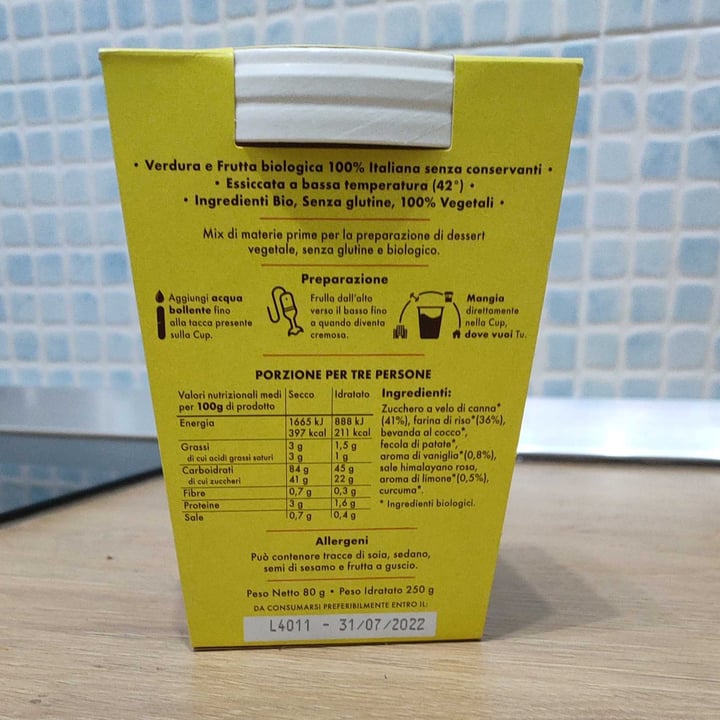 • Verdura e Frutta biologica 100% Italiana senza conservanti •
• Essiccata a bassa temperatura (42°) •
• Ingredienti Bio, Senza glutine, 100% Vegetali •
Mix di materie prime per la preparazione di dessert
vegetale, senza glutine e biologico.
Preparazione
Aggiungi acqua
bollente fino
alla tacca presente
sulla Cup.
Frulla dall'alto
verso il basso fino
a quando diventa
cremosa.
Mangia
direttamente
nella Cup,
dove vuoi Tu.
PORZIONE PER TRE PERSONE
Valori nutrizionali medi
per 100g di prodotto
Secco
Idratato
Energia 1665 kJ 888 kJ
397 kcal 211 kcal
Grassi 3 g 1,5 g
di cui acidi grassi saturi 3 g 1 g
Carboidrati 84 g 45 g
di cui zuccheri 41 g 22 g
Fibre 0,7 g 0,3 g
Proteine 3 g 1,6 g
Sale 0,7 g 0,4 g
Ingredienti:
Zucchero a velo di canna*
(41%), farina di riso*(36%),
bevanda al cocco*,
fecola di patate*,
aroma di vaniglia*(0,8%),
sale himalayano rosa,
aroma di limone*(0,5%),
curcuma*.
* Ingredienti biologici.
Allergeni
Può contenere tracce di soia, sedano,
semi di sesamo e frutta a guscio.
Peso Netto 80 g • Peso Idratato 250 g
DA CONSUMARSI PREFERIBILMENTE ENTRO IL:
L4011 - 31/07/2022